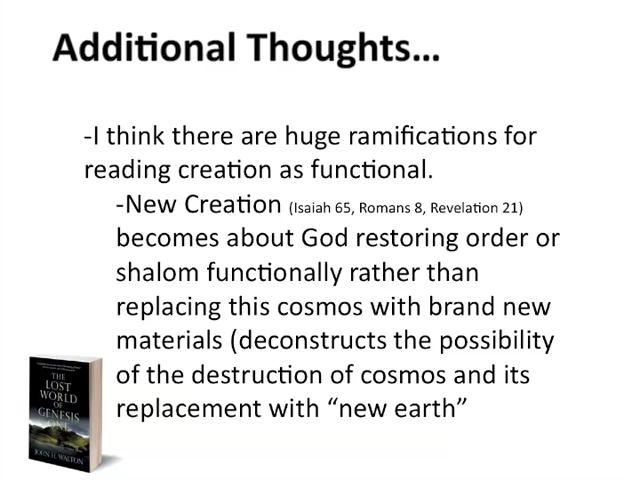 Additional Thoughts…
-I think there are huge ramifications for
reading creation as functional.
-New Creation (Isaiah 65, Romans 8, Revelation 21)
becomes about God restoring order or
shalom functionally rather than
replacing this cosmos with brand new
materials (deconstructs the possibility
of the destruction of cosmos and its
replacement with “new earth”
THE
LOST
WORLD
OF
GENESIS
ONE
JOHN H. WALTON